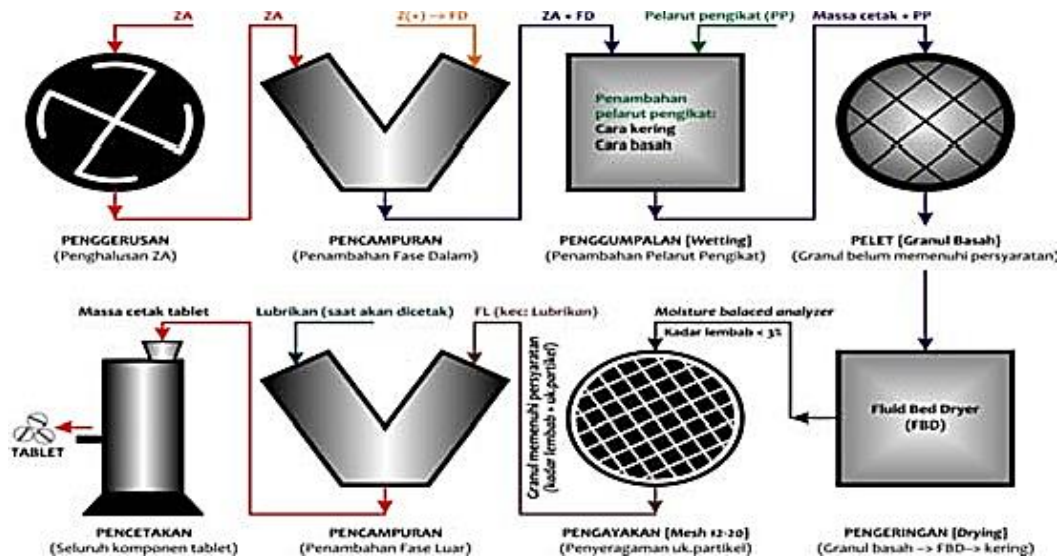 ZA
ZA
Z(+) --> FD
ZA + FD
Pelarut pengikat (PP)
Massa cetak + PP
Penambahan
pelarut pengikat:
Cara kering
Cara basah
PENGGERUSAN
(Penghalusan ZA)
PENCAMPURAN
(Penambahan Fase Dalam)
PENGGUMPALAN [Wetting]
(Penambahan Pelarut Pengikat)
PELET [Granul Basah]
(Granul belum memenuhi persyaratan)
Massa cetak tablet
Lubrikan (saat akan dicetak)
FL (kec: Lubrikan)
Moisture balaced analyzer
Kadar lembab < 3%
Granul memenuhi persyaratan
(kadar lembab + uk.partikel)
Fluid Bed Dryer
(FBD)
TABLET
PENCETAKAN
(Seluruh komponen tablet)
PENCAMPURAN
(Penambahan Fase Luar)
PENGAYAKAN [Mesh 12-20]
(Penyeragaman uk.partikel)
PENGERINGAN [Drying]
(Granul basah --> FBD--> kering)